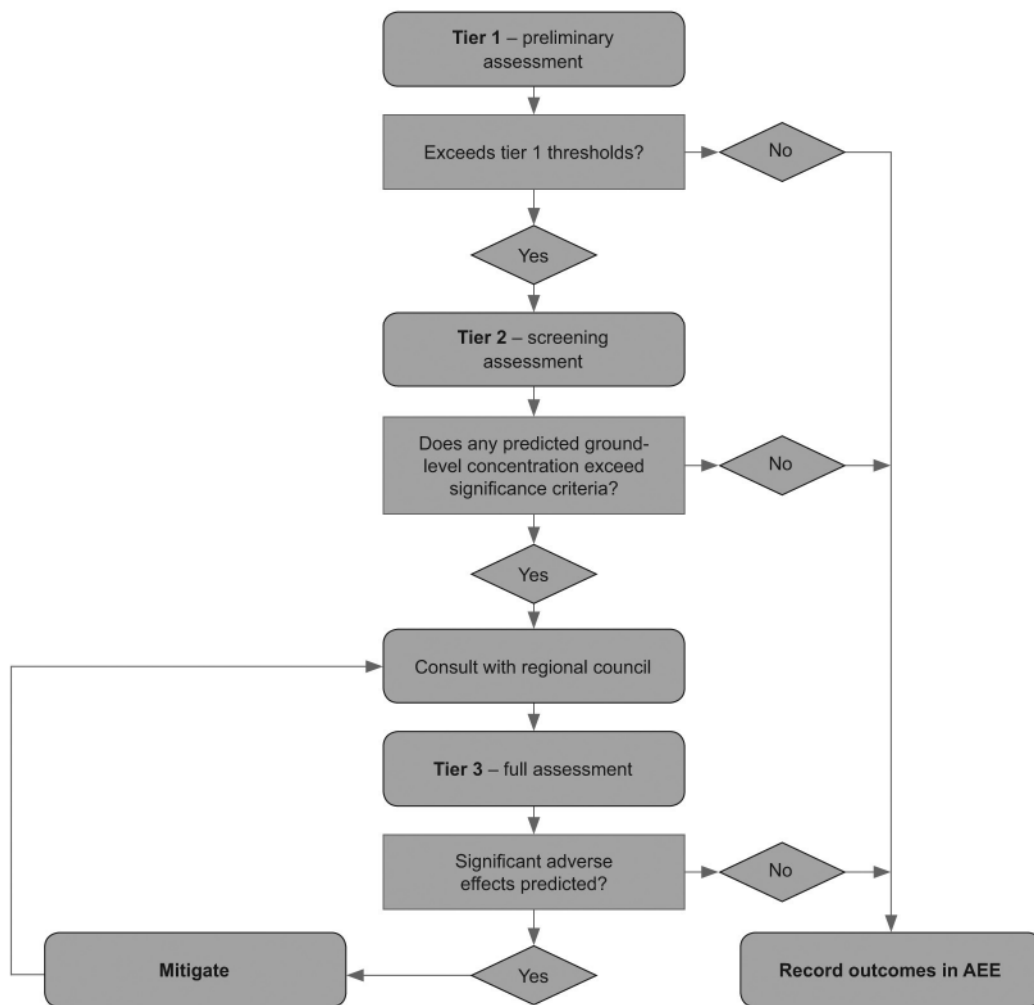 Tier 1 – preliminary
assessment
Exceeds tier 1 thresholds?
No
Yes
Tier 2 – screening
assessment
Does any predicted ground-
level concentration exceed
significance criteria?
No
Yes
Consult with regional council
Tier 3 – full assessment
Significant adverse
effects predicted?
No
Yes
Mitigate
Record outcomes in AEE